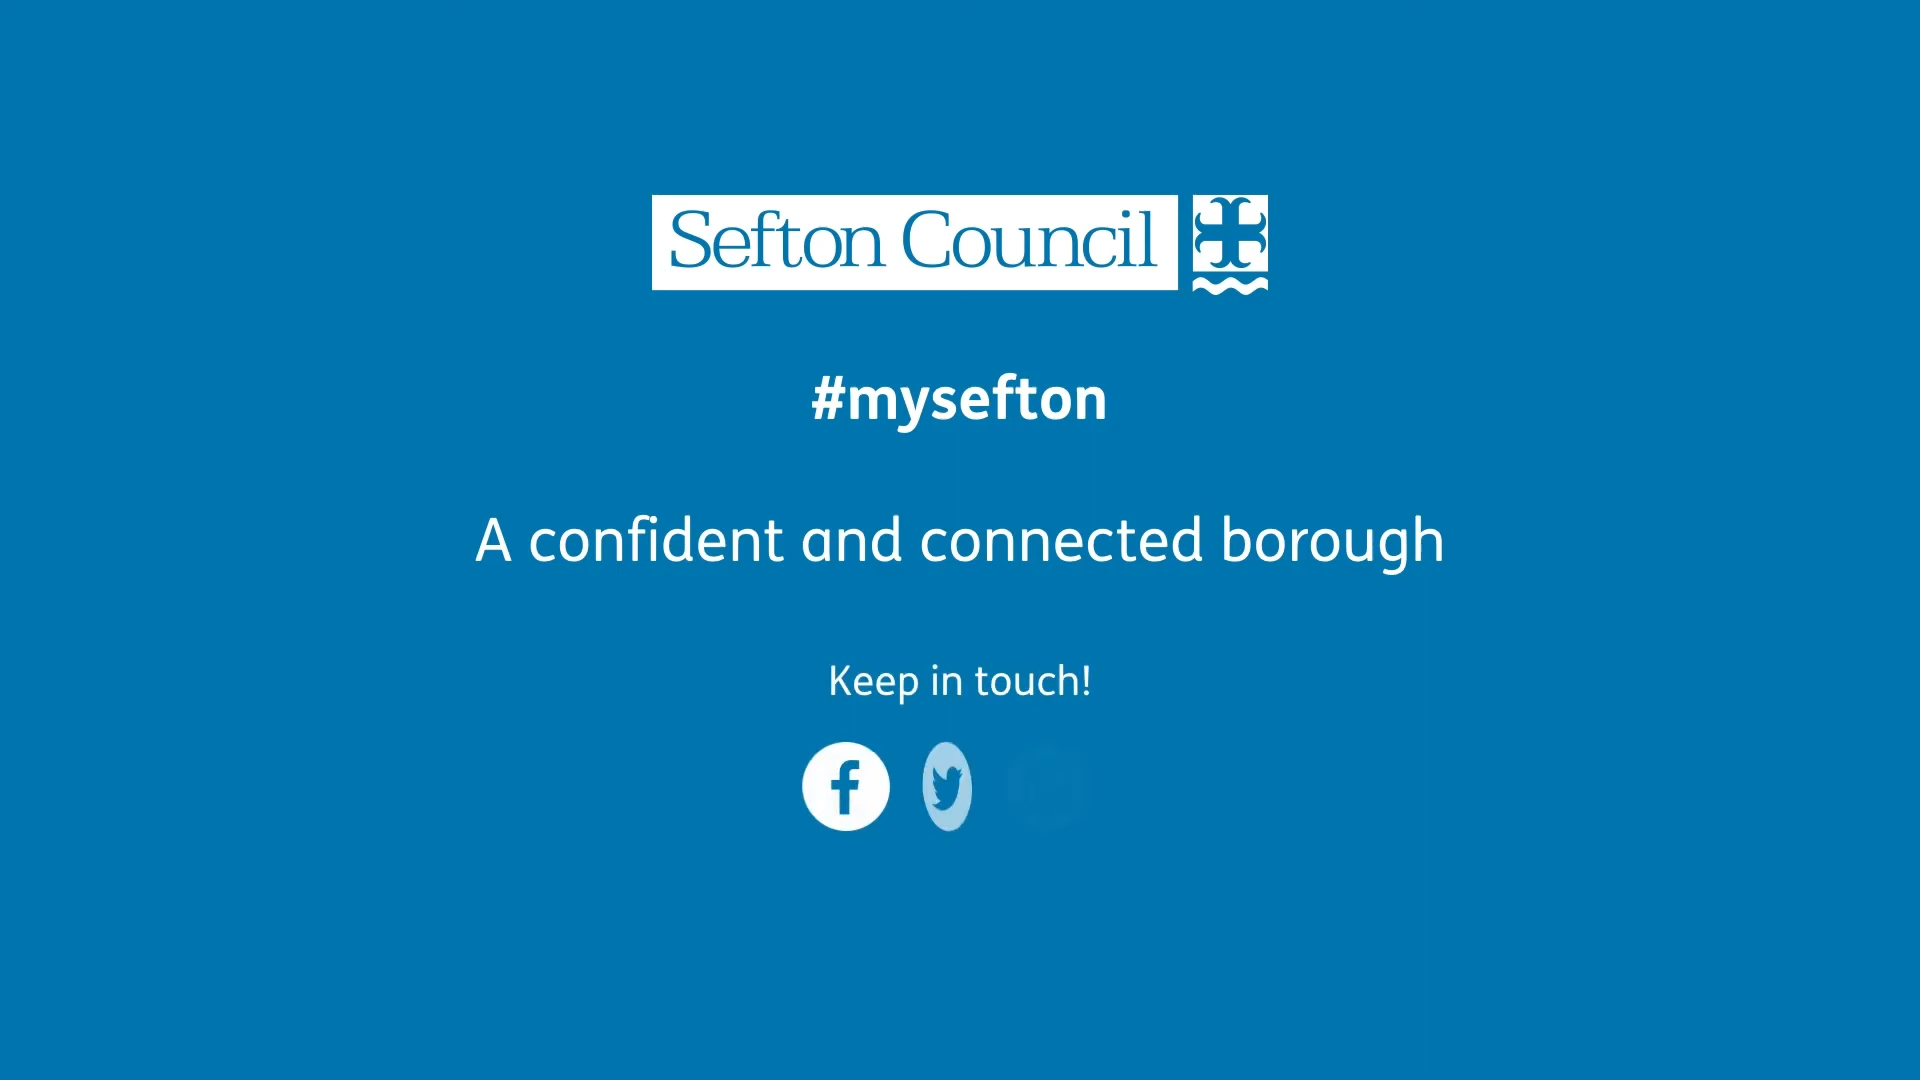 Sefton Council
#mysefton
A confident and connected borough
Keep in touch!